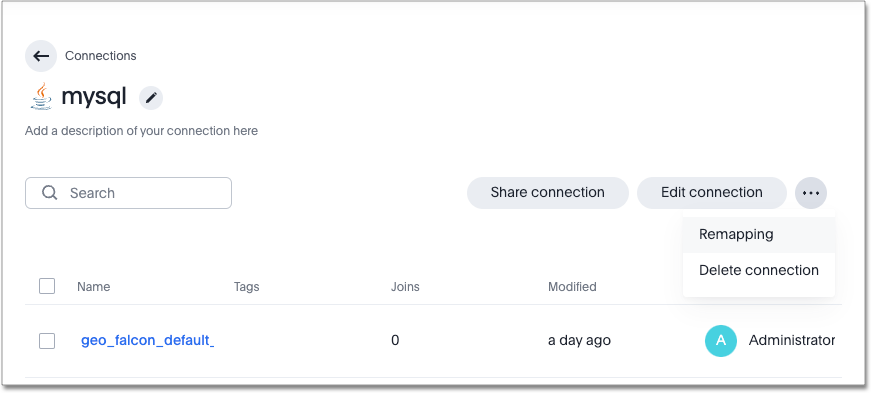 Connections
mysql
Add a description of your connection here
Search
Share connection
Edit connection
Remapping
Delete connection
Name Tags Joins Modified
geo_falcon_default_ 0 a day ago A Administrator